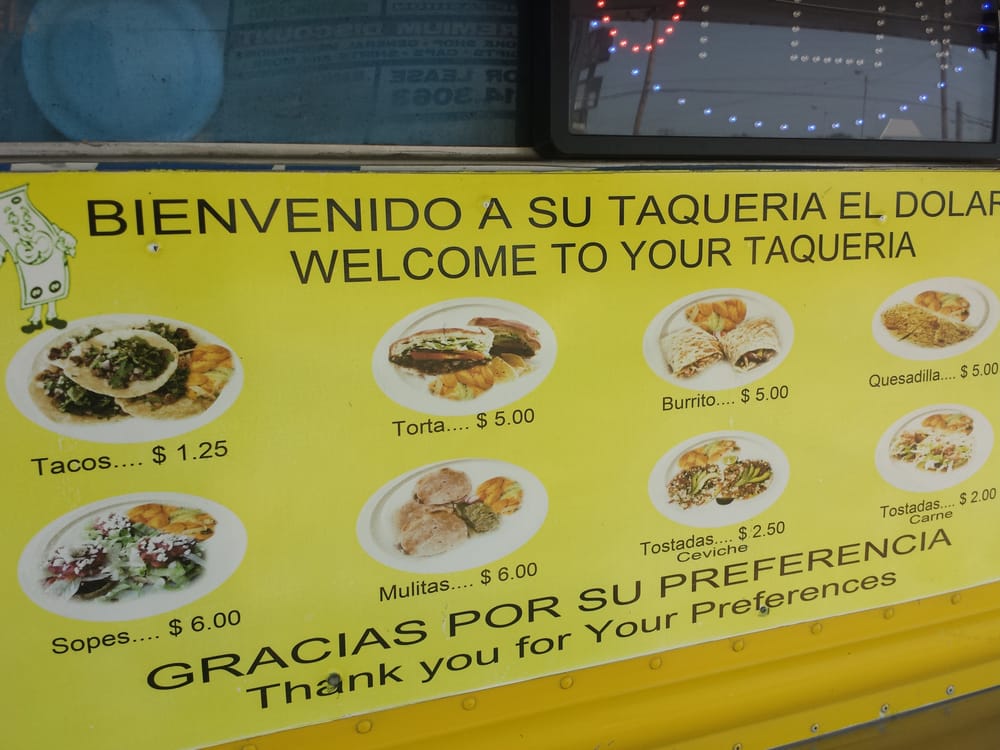 BIENVENIDO A SU TAQUERIA EL DOLAR
WELCOME TO YOUR TAQUERIA
Tacos.... $ 1.25
Torta.... $ 5.00
Burrito.... $ 5.00
Quesadilla.... $ 5.00
Sopes.... $ 6.00
Mulitas.... $ 6.00
Tostadas.... $ 2.50
Ceviche
Tostadas.... $ 2.00
Carne
GRACIAS POR SU PREFERENCIA
Thank you for Your Preferences